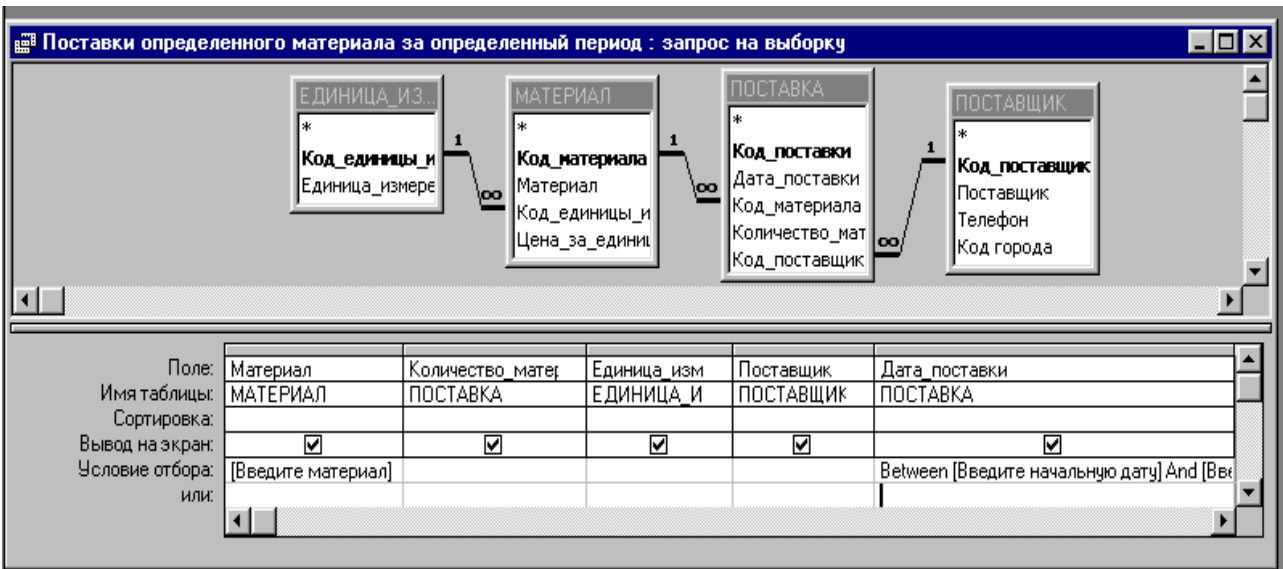 Поставки определенного материала за определенный период : запрос на выборку
ЕДИНИЦА_ИЗ...
*
Код_единицы_и
Единица_измере
МАТЕРИАЛ
*
Код_материала
Материал
Код_единицы_и
Цена_за_едини
ПОСТАВКА
*
Код_поставки
Дата_поставки
Код_материала
Количество_мат
Код_поставщик
ПОСТАВЩИК
*
Код_поставщик
Поставщик
Телефон
Код города
1 ∞ 1 ∞ 1 ∞
Поле: Материал Количество_матер Единица_изм Поставщик Дата_поставки
Имя таблицы: МАТЕРИАЛ ПОСТАВКА ЕДИНИЦА_И ПОСТАВЩИК ПОСТАВКА
Сортировка:
Вывод на экран:
Условие отбора: [Введите материал] Between [Введите начальную дату] And [Вве
или: